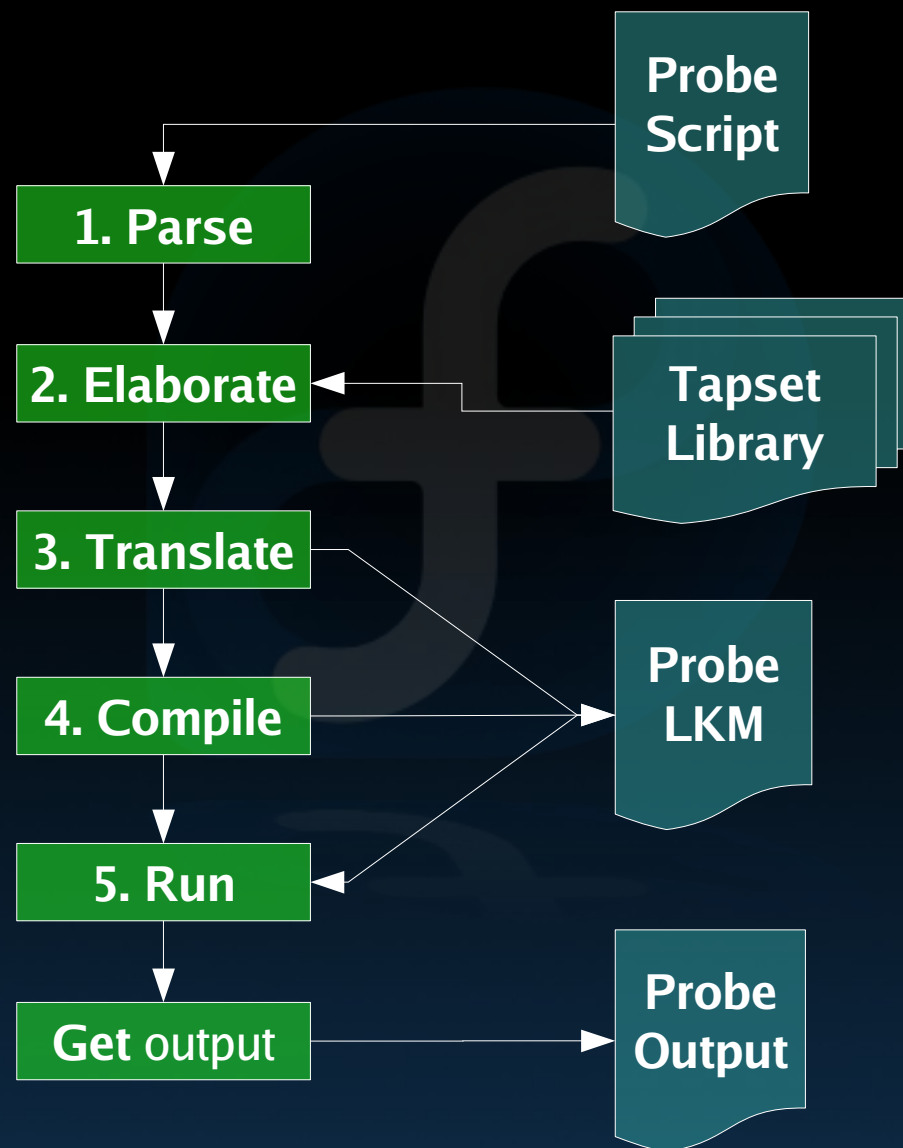 Probe
Script
1. Parse
2. Elaborate
Tapset
Library
3. Translate
Probe
LKM
4. Compile
5. Run
Probe
Output
Get output